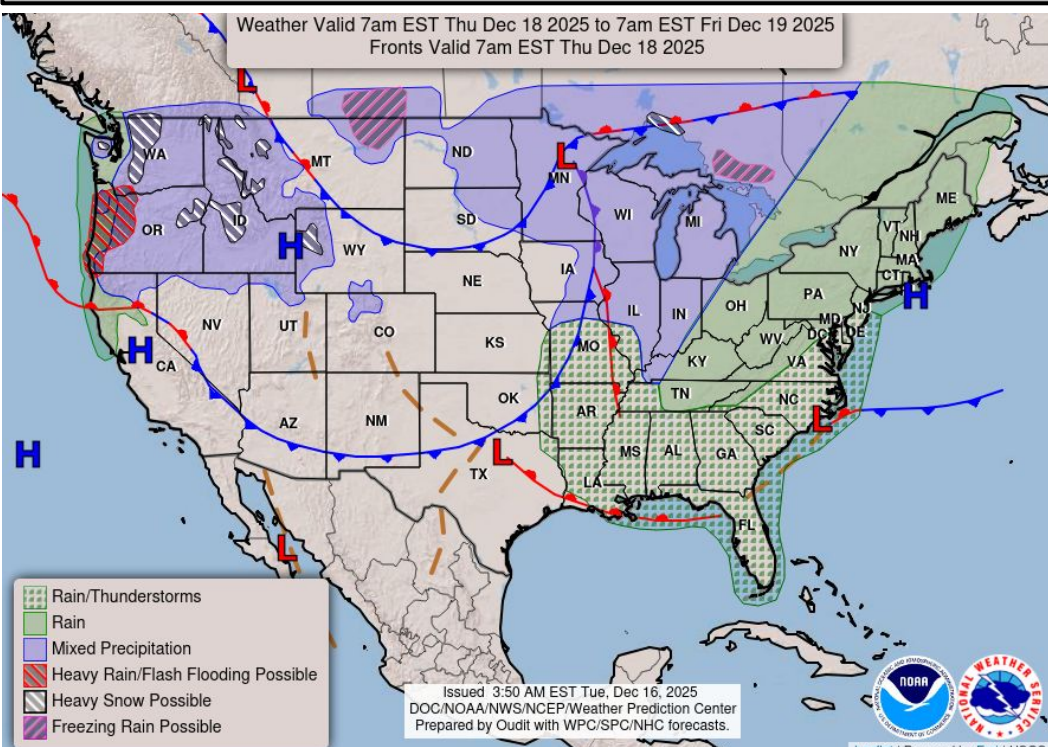 Weather Valid 7am EST Thu Dec 18 2025 to 7am EST Fri Dec 19 2025
Fronts Valid 7am EST Thu Dec 18 2025
L
WA
MT
ND
MN
L
OR
ID
H
WY
SD
WI
MI
ME
VT
NH
NY
MA
CT
H
NE
IA
IL
IN
OH
PA
NJ
MD
DE
DC
WV
VA
NV
UT
CO
KS
MO
KY
H
CA
AZ
NM
OK
AR
TN
NC
L
SC
H
TX
L
LA
MS
AL
GA
FL
L
Rain/Thunderstorms
Rain
Mixed Precipitation
Heavy Rain/Flash Flooding Possible
Heavy Snow Possible
Freezing Rain Possible
Issued 3:50 AM EST Tue, Dec 16, 2025
DOC/NOAA/NWS/NCEP/Weather Prediction Center
Prepared by Oudit with WPC/SPC/NHC forecasts.
NOAA
NATIONAL WEATHER SERVICE